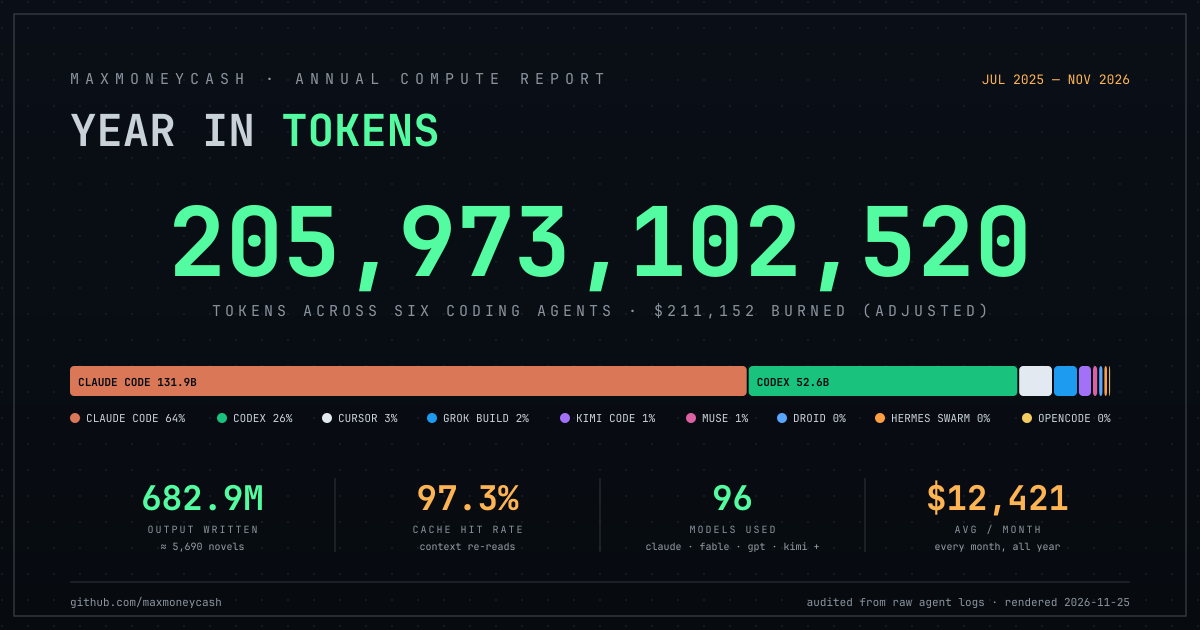 MAXMONEYCASH · ANNUAL COMPUTE REPORT
JUL 2025 — NOV 2026
YEAR IN TOKENS
205,973,102,520
TOKENS ACROSS SIX CODING AGENTS · $211,152 BURNED (ADJUSTED)
CLAUDE CODE 131.9B CODEX 52.6B
CLAUDE CODE 64% CODEX 26% CURSOR 3% GROK BUILD 2% KIMI CODE 1% MUSE 1% DROID 0% HERMES SWARM 0% OPENCODE 0%
682.9M
OUTPUT WRITTEN
≈ 5,690 novels
97.3%
CACHE HIT RATE
context re-reads
96
MODELS USED
claude · fable · gpt · kimi +
$12,421
AVG / MONTH
every month, all year
github.com/maxmoneycash
audited from raw agent logs · rendered 2026-11-25